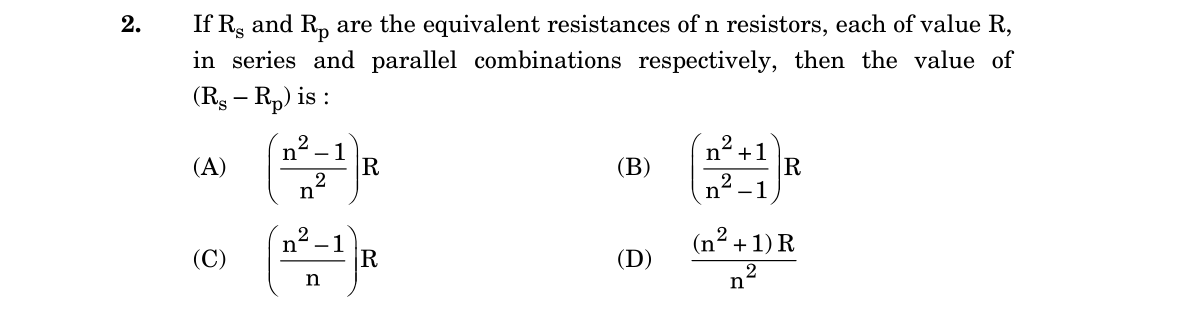 2. If Rₛ and Rₚ are the equivalent resistances of n resistors, each of value R,
in series and parallel combinations respectively, then the value of
(Rₛ – Rₚ) is :
(A) ((n² – 1)/n²) R (B) ((n² + 1)/(n² – 1)) R
(C) ((n² – 1)/n) R (D) (n² + 1) R/n²